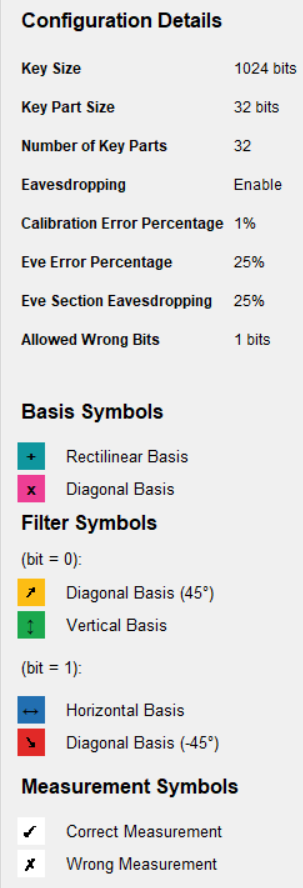 Configuration Details
Key Size 1024 bits
Key Part Size 32 bits
Number of Key Parts 32
Eavesdropping Enable
Calibration Error Percentage 1%
Eve Error Percentage 25%
Eve Section Eavesdropping 25%
Allowed Wrong Bits 1 bits
Basis Symbols
+ Rectilinear Basis
x Diagonal Basis
Filter Symbols
(bit = 0):
↗ Diagonal Basis (45°)
↕ Vertical Basis
(bit = 1):
↔ Horizontal Basis
↘ Diagonal Basis (-45°)
Measurement Symbols
✓ Correct Measurement
✗ Wrong Measurement